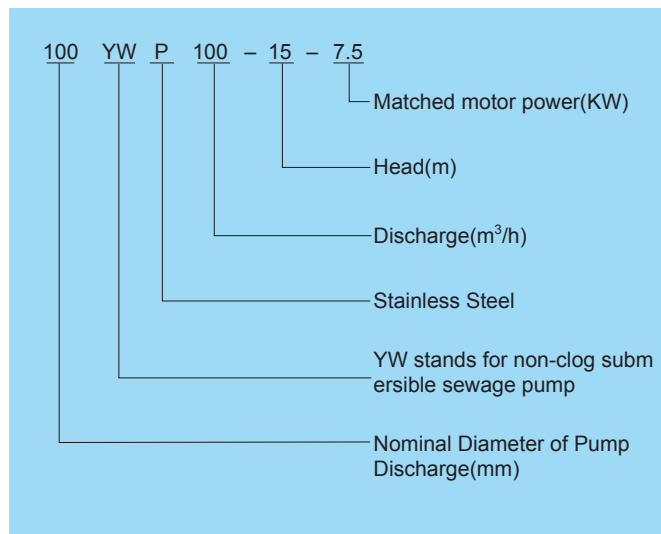 100 YW P 100 – 15 – 7.5
Matched motor power(KW)
Head(m)
Discharge(m³/h)
Stainless Steel
YW stands for non-clog subm
ersible sewage pump
Nominal Diameter of Pump
Discharge(mm)